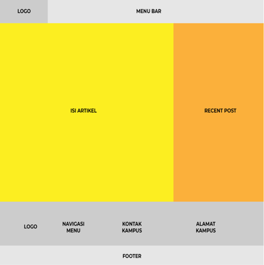 LOGO
MENU BAR
ISI ARTIKEL
RECENT POST
LOGO
NAVIGASI
MENU
KONTAK
KAMPUS
ALAMAT
KAMPUS
FOOTER